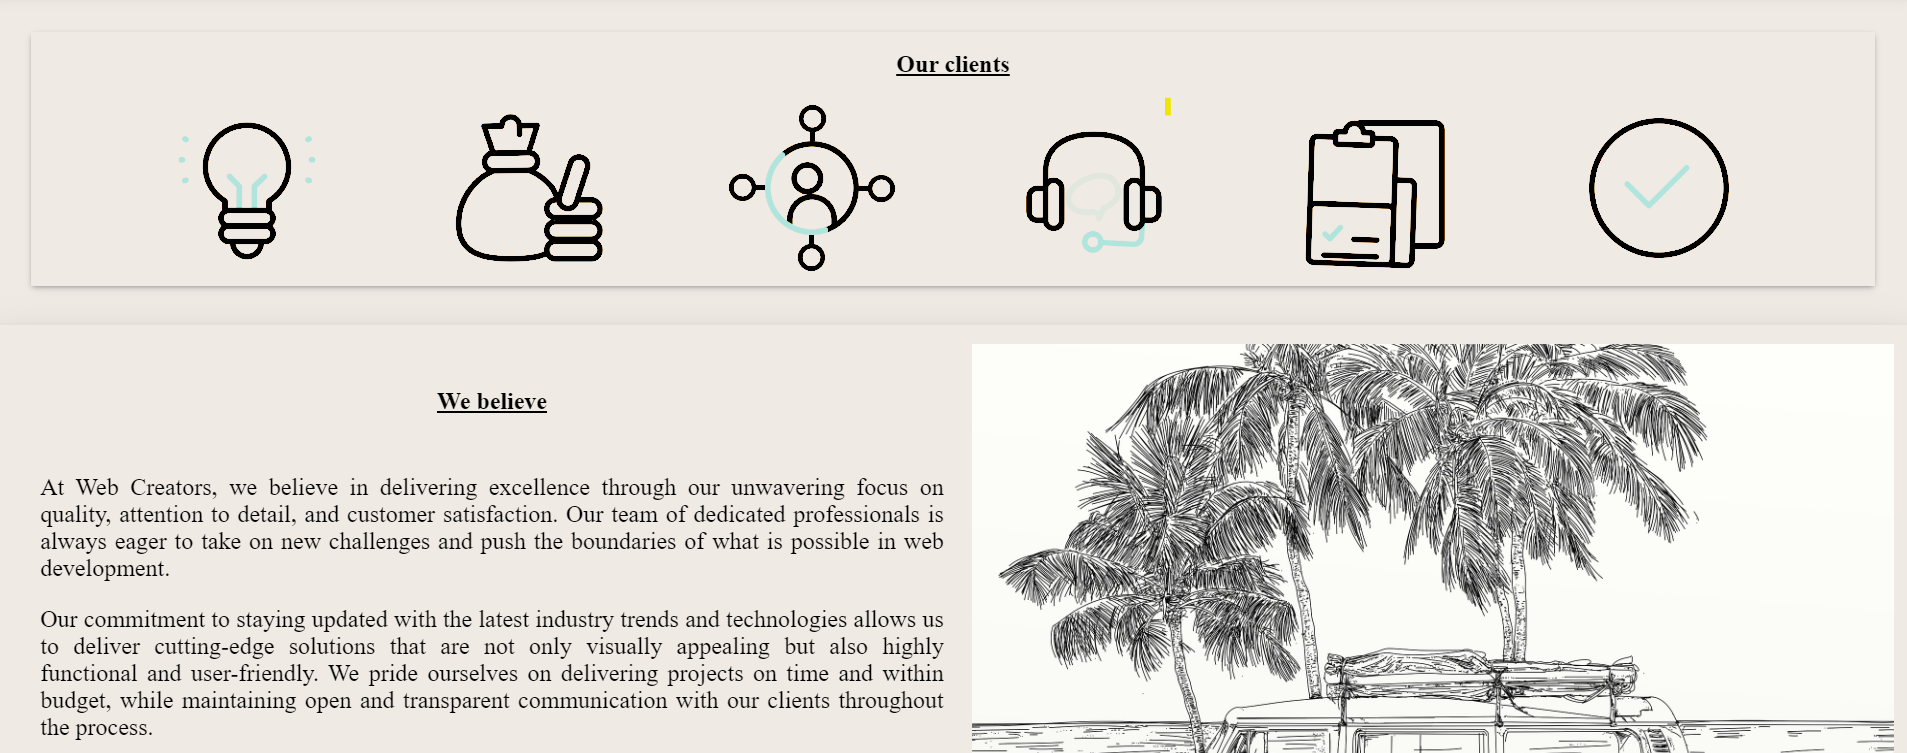 Our clients
We believe
At Web Creators, we believe in delivering excellence through our unwavering focus on
quality, attention to detail, and customer satisfaction. Our team of dedicated professionals is
always eager to take on new challenges and push the boundaries of what is possible in web
development.
Our commitment to staying updated with the latest industry trends and technologies allows us
to deliver cutting-edge solutions that are not only visually appealing but also highly
functional and user-friendly. We pride ourselves on delivering projects on time and within
budget, while maintaining open and transparent communication with our clients throughout
the process.